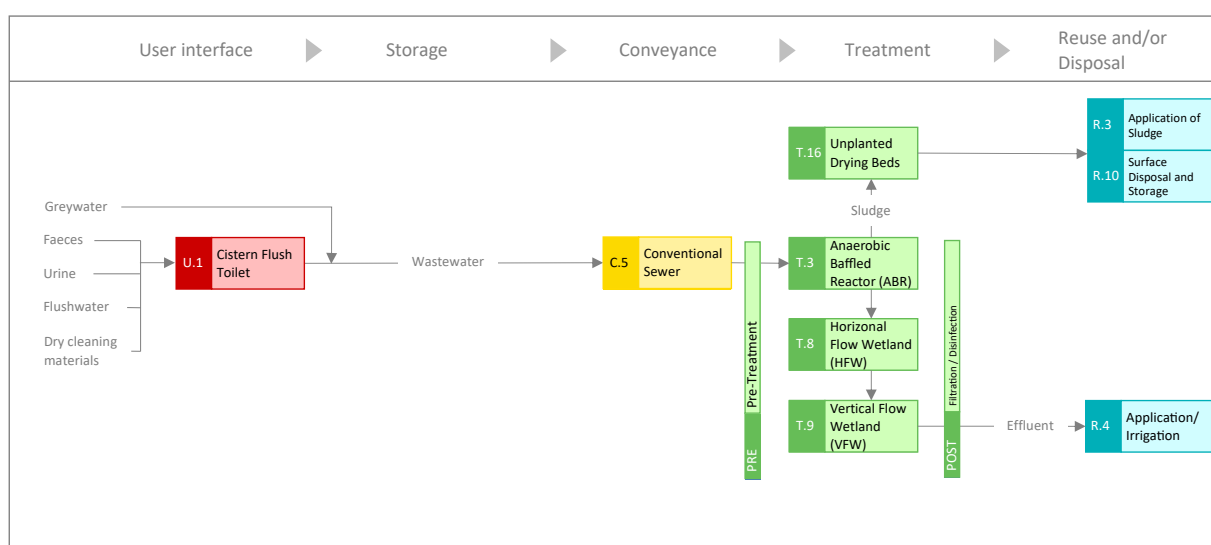 User interface
Storage
Conveyance
Treatment
Reuse and/or
Disposal
R.3
Application of
Sludge
R.10
Surface
Disposal and
Storage
T.16
Unplanted
Drying Beds
Sludge
Greywater
Faeces
Urine
Flushwater
Dry cleaning
materials
U.1
Cistern Flush
Toilet
Wastewater
C.5
Conventional
Sewer
PRE
Pre-Treatment
T.3
Anaerobic
Baffled
Reactor (ABR)
T.8
Horizonal
Flow Wetland
(HFW)
T.9
Vertical Flow
Wetland
(VFW)
POST
Filtration / Disinfection
Effluent
R.4
Application/
Irrigation